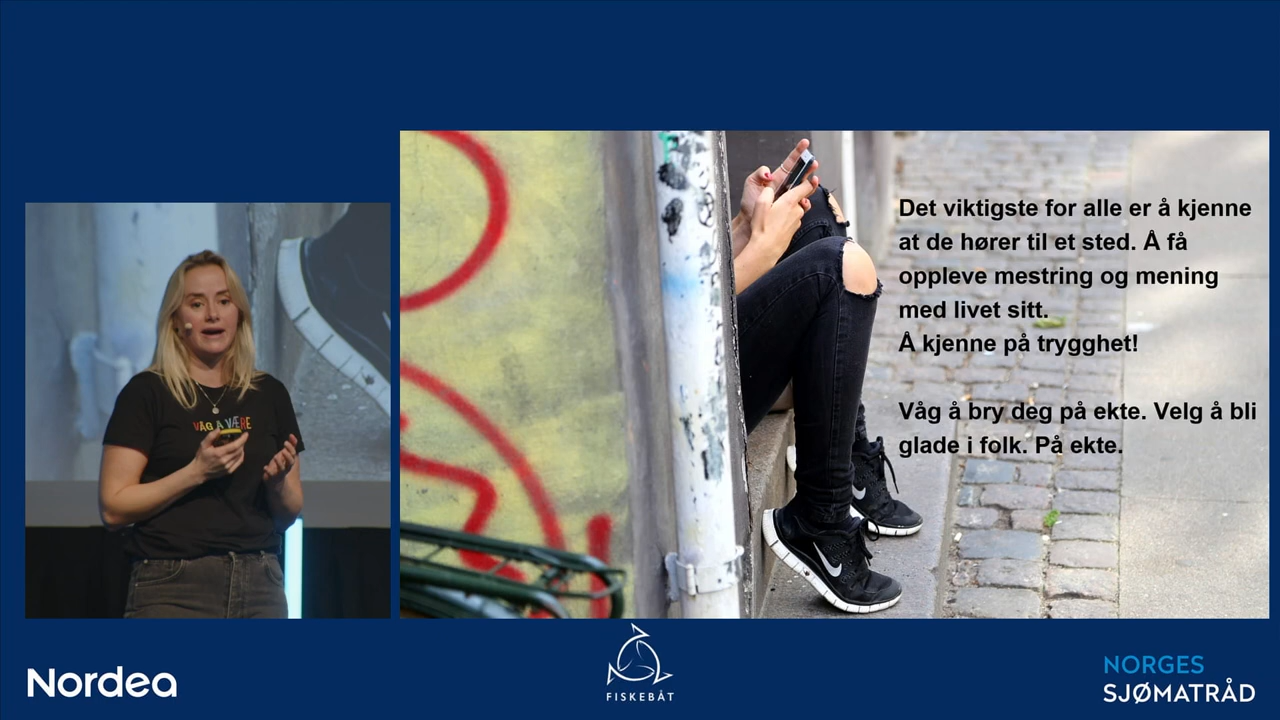 VÅG Å VÆRE
Det viktigste for alle er å kjenne
at de hører til et sted. Å få
oppleve mestring og mening
med livet sitt.
Å kjenne på trygghet!
Våg å bry deg på ekte. Velg å bli
glade i folk. På ekte.
Nordea
FISKEBÅT
NORGES
SJØMATRÅD